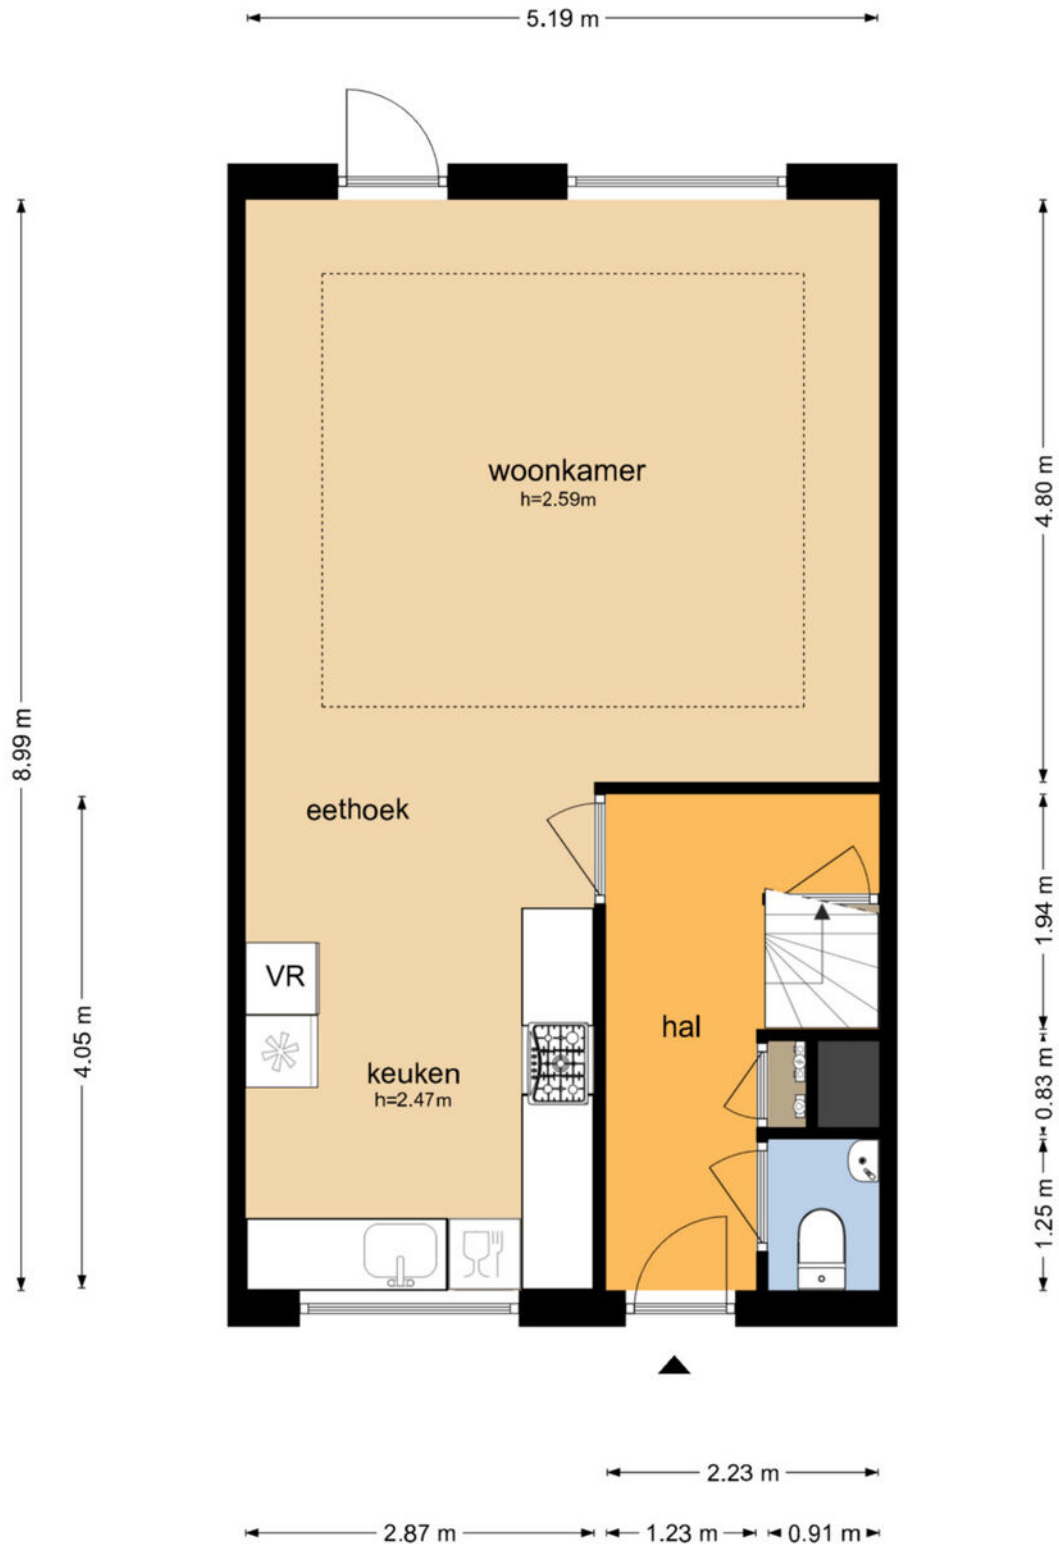 5.19 m
woonkamer
h=2.59m
4.80 m
8.99 m
eethoek
1.94 m
VR
4.05 m
hal
keuken
h=2.47m
0.83 m
1.25 m
2.23 m
2.87 m
1.23 m
0.91 m